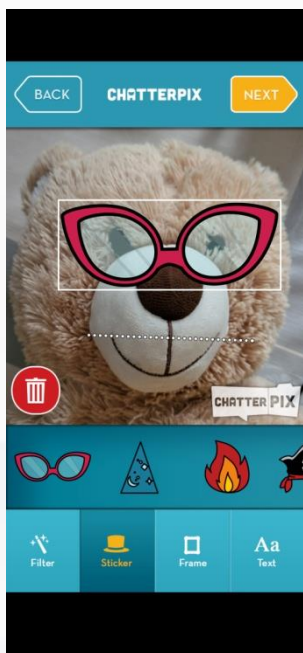 BACK
CHATTERPIX
NEXT
CHATTER PIX
Filter
Sticker
Frame
Aa
Text